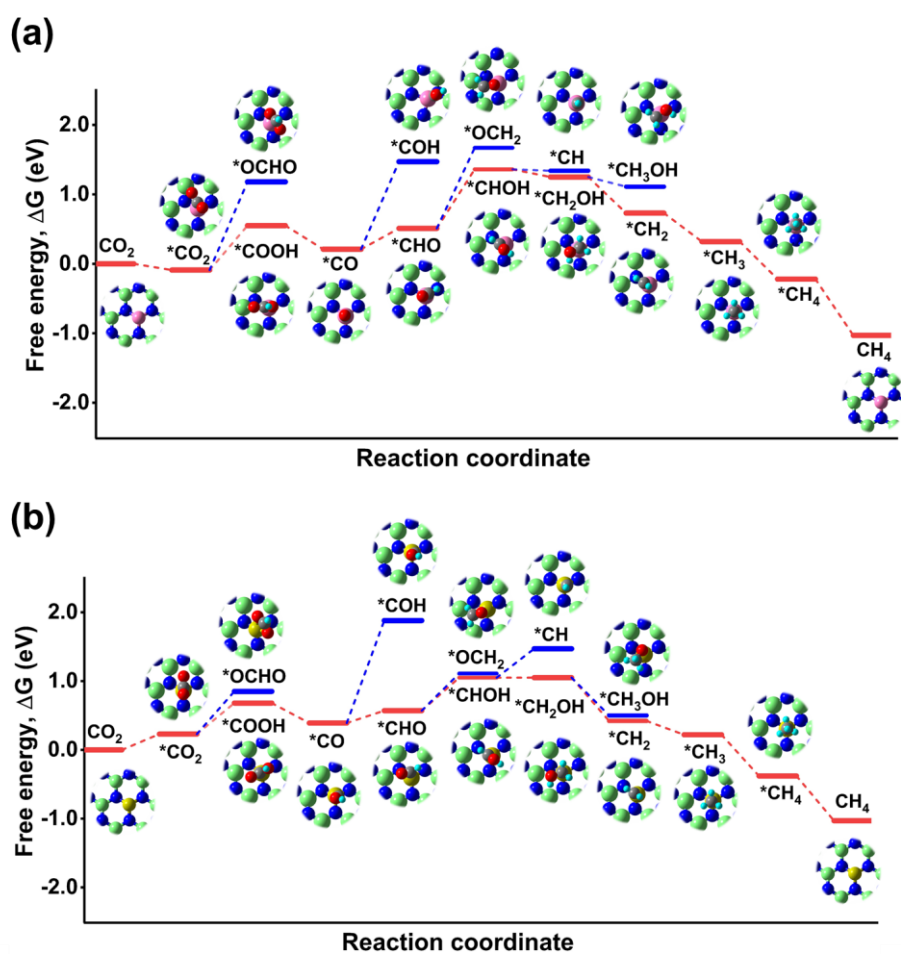 (a)
Free energy, ΔG (eV)
2.0
1.0
0.0
-1.0
-2.0
CO₂
*CO₂
*OCHO
*COOH
*CO
*COH
*CHO
*OCH₂
*CHOH
*CH
*CH₂OH
*CH₃OH
*CH₂
*CH₃
*CH₄
CH₄
Reaction coordinate
(b)
Free energy, ΔG (eV)
2.0
1.0
0.0
-1.0
-2.0
CO₂
*CO₂
*OCHO
*COOH
*CO
*COH
*CHO
*OCH₂
*CHOH
*CH
*CH₂OH
*CH₃OH
*CH₂
*CH₃
*CH₄
CH₄
Reaction coordinate